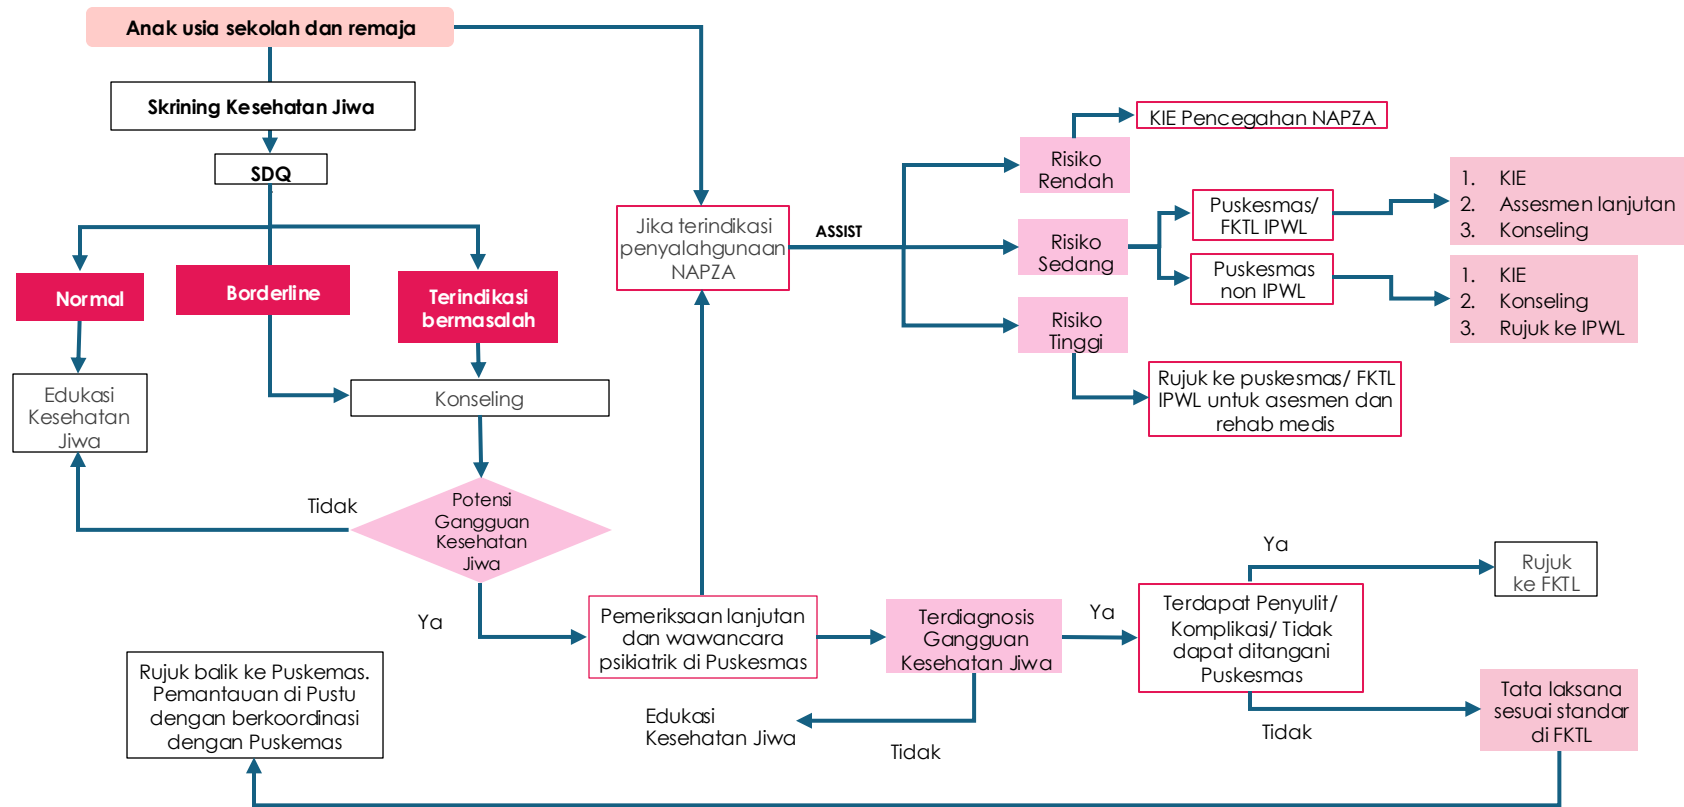 Anak usia sekolah dan remaja
Skrining Kesehatan Jiwa
SDQ
Normal
Borderline
Terindikasi
bermasalah
Edukasi
Kesehatan
Jiwa
Konseling
Tidak
Potensi
Gangguan
Kesehatan
Jiwa
Ya
Jika terindikasi
penyalahgunaan
NAPZA
ASSIST
Risiko
Rendah
KIE Pencegahan NAPZA
Risiko
Sedang
Puskesmas/
FKTL IPWL
1. KIE
2. Assesmen lanjutan
3. Konseling
Puskesmas
non IPWL
1. KIE
2. Konseling
3. Rujuk ke IPWL
Risiko
Tinggi
Rujuk ke puskesmas/ FKTL
IPWL untuk asesmen dan
rehab medis
Pemeriksaan lanjutan
dan wawancara
psikiatrik di Puskesmas
Terdiagnosis
Gangguan
Kesehatan Jiwa
Ya
Tidak
Edukasi
Kesehatan Jiwa
Terdapat Penyulit/
Komplikasi/ Tidak
dapat ditangani
Puskesmas
Ya
Rujuk
ke FKTL
Tidak
Tata laksana
sesuai standar
di FKTL
Rujuk balik ke Puskemas.
Pemantauan di Pustu
dengan berkoordinasi
dengan Puskemas